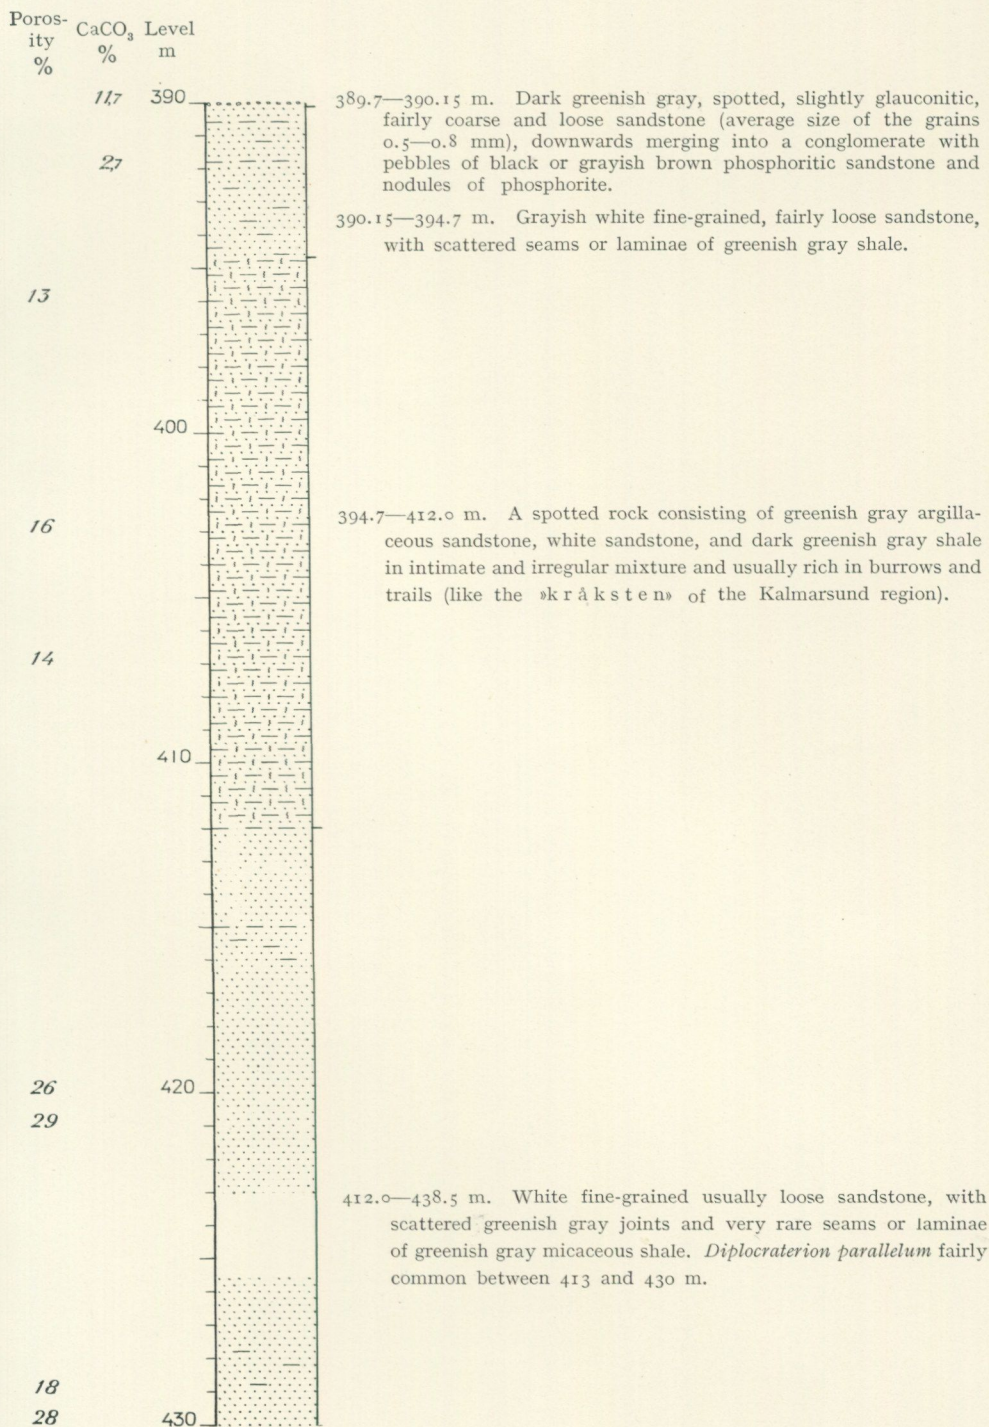 Poros-
ity
%
CaCO₃
%
Level
m
11,7 390
389.7—390.15 m. Dark greenish gray, spotted, slightly glauconitic,
fairly coarse and loose sandstone (average size of the grains
0.5—0.8 mm), downwards merging into a conglomerate with
2,7
pebbles of black or grayish brown phosphoritic sandstone and
nodules of phosphorite.
390.15—394.7 m. Grayish white fine-grained, fairly loose sandstone,
with scattered seams or laminae of greenish gray shale.
13
400
16
394.7—412.0 m. A spotted rock consisting of greenish gray argilla-
ceous sandstone, white sandstone, and dark greenish gray shale
in intimate and irregular mixture and usually rich in burrows and
trails (like the »kråksten» of the Kalmarsund region).
14
410
26 420
29
412.0—438.5 m. White fine-grained usually loose sandstone, with
scattered greenish gray joints and very rare seams or laminae
of greenish gray micaceous shale. Diplocraterion parallelum fairly
common between 413 and 430 m.
18
28 430